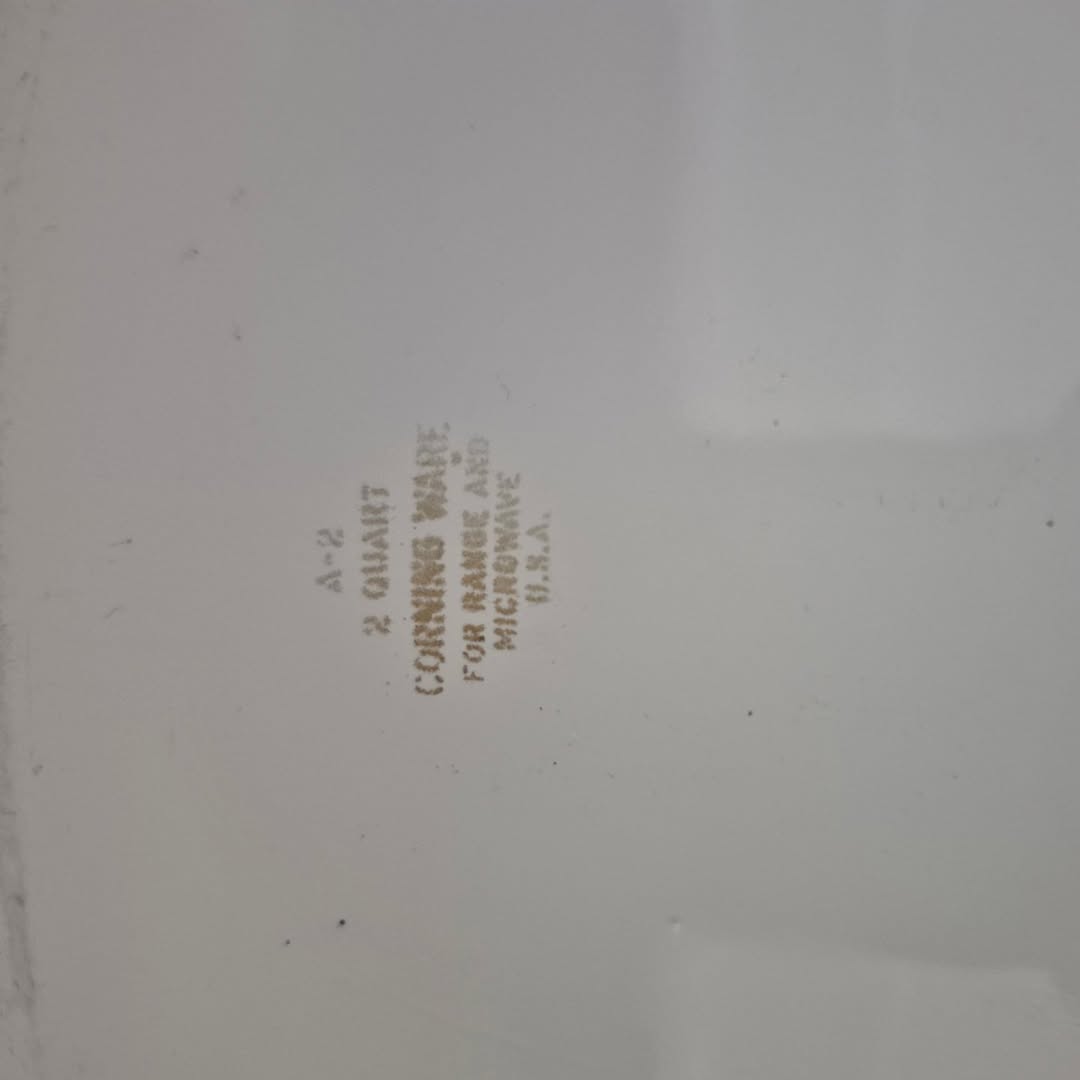 A-2
2 QUART
CORNING WARE®
FOR RANGE AND
MICROWAVE
U.S.A.